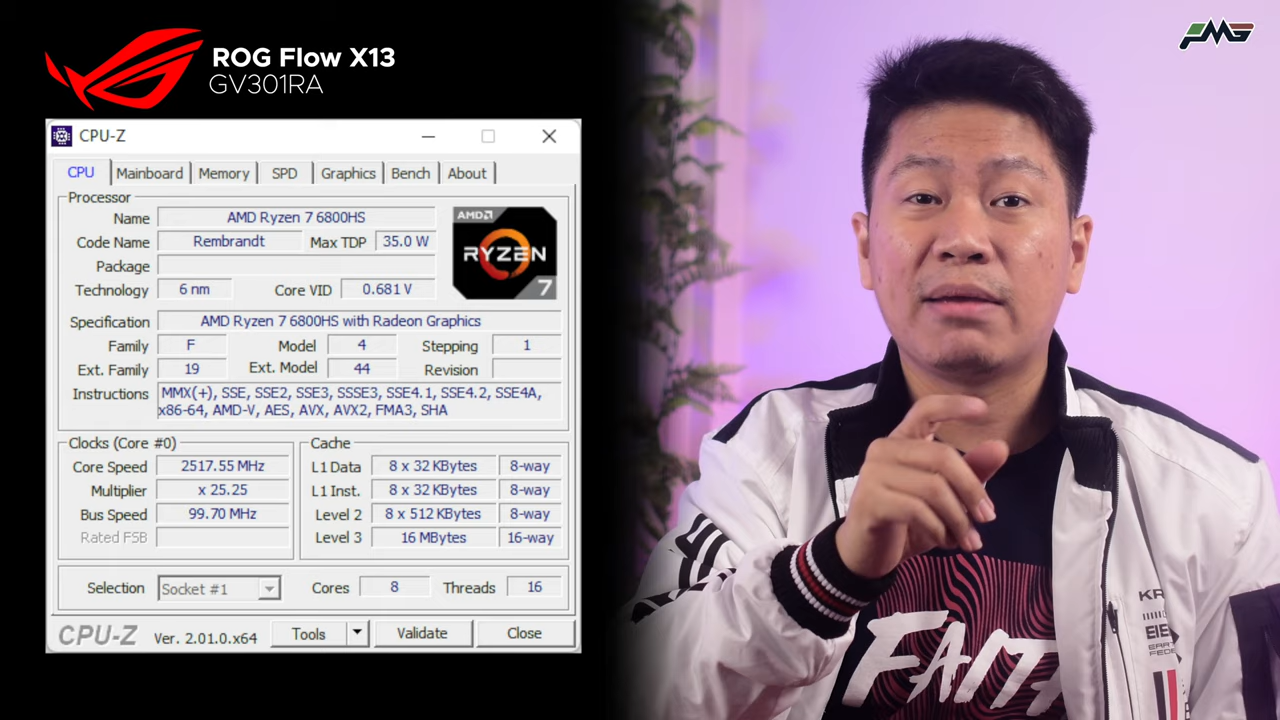 ROG Flow X13
GV301RA
CPU-Z
CPU Mainboard Memory SPD Graphics Bench About
Processor
Name AMD Ryzen 7 6800HS
Code Name Rembrandt Max TDP 35.0 W
Package
Technology 6 nm Core VID 0.681 V
AMD
RYZEN
7
Specification AMD Ryzen 7 6800HS with Radeon Graphics
Family F Model 4 Stepping 1
Ext. Family 19 Ext. Model 44 Revision
Instructions MMX(+), SSE, SSE2, SSE3, SSSE3, SSE4.1, SSE4.2, SSE4A,
x86-64, AMD-V, AES, AVX, AVX2, FMA3, SHA
Clocks (Core #0)
Core Speed 2517.55 MHz
Multiplier x 25.25
Bus Speed 99.70 MHz
Rated FSB
Cache
L1 Data 8 x 32 KBytes 8-way
L1 Inst. 8 x 32 KBytes 8-way
Level 2 8 x 512 KBytes 8-way
Level 3 16 MBytes 16-way
Selection Socket #1 Cores 8 Threads 16
CPU-Z Ver. 2.01.0.x64 Tools Validate Close
PMG
FAITH